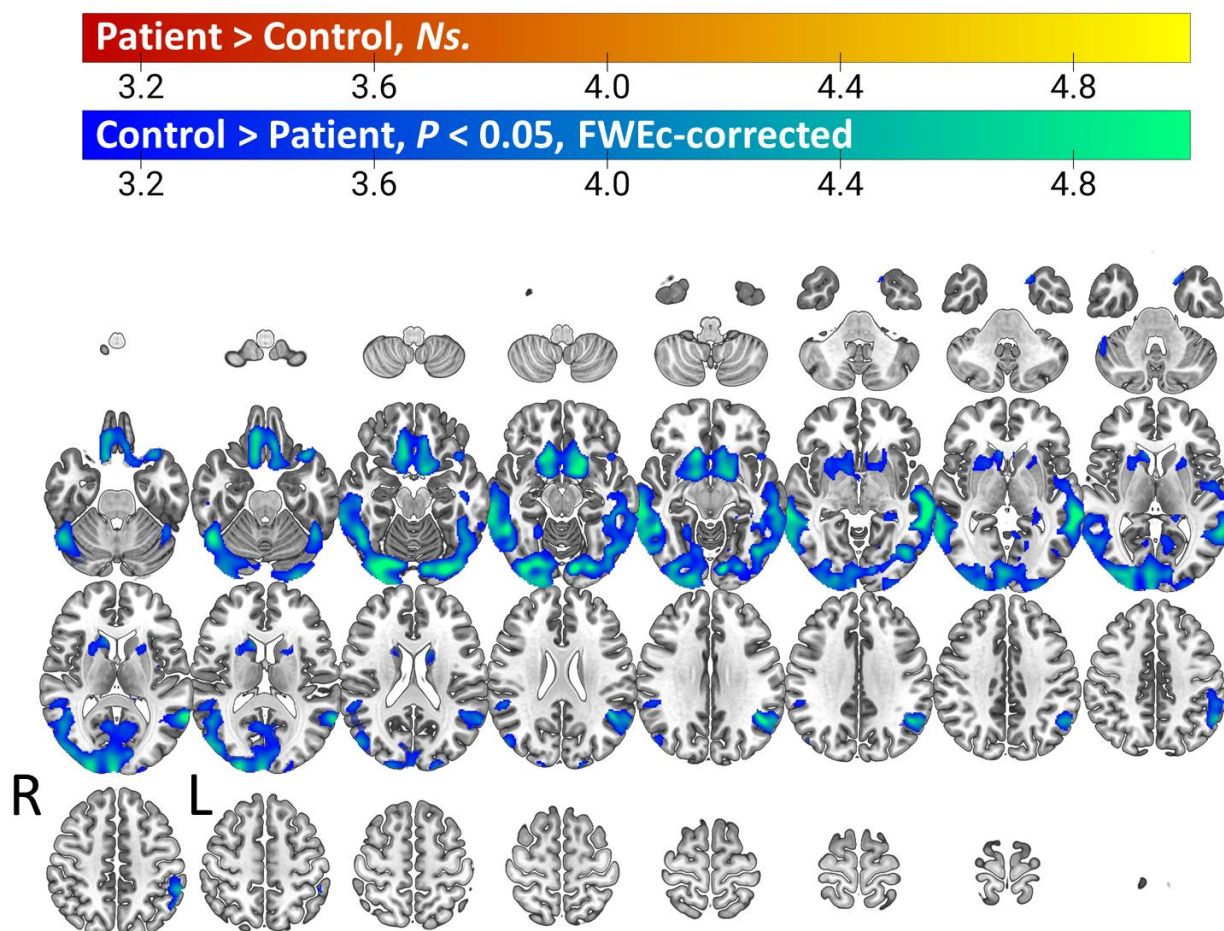 Patient > Control, Ns.
3.2 3.6 4.0 4.4 4.8
Control > Patient, P < 0.05, FWEc-corrected
3.2 3.6 4.0 4.4 4.8
R L